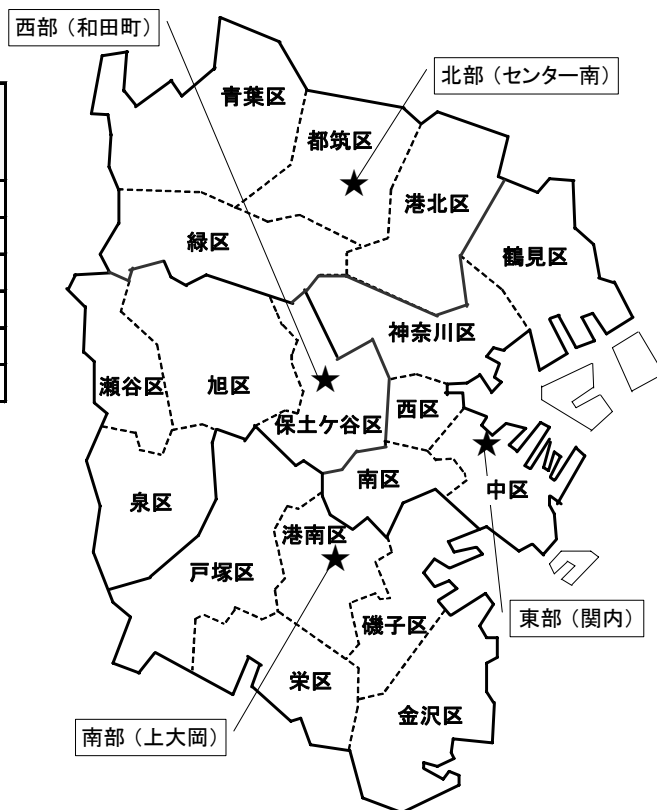 西部（和田町）
北部（センター南）
青葉区
都筑区
港北区
緑区
鶴見区
神奈川区
瀬谷区
旭区
西区
保土ケ谷区
南区
中区
泉区
港南区
戸塚区
磯子区
東部（関内）
栄区
金沢区
南部（上大岡）